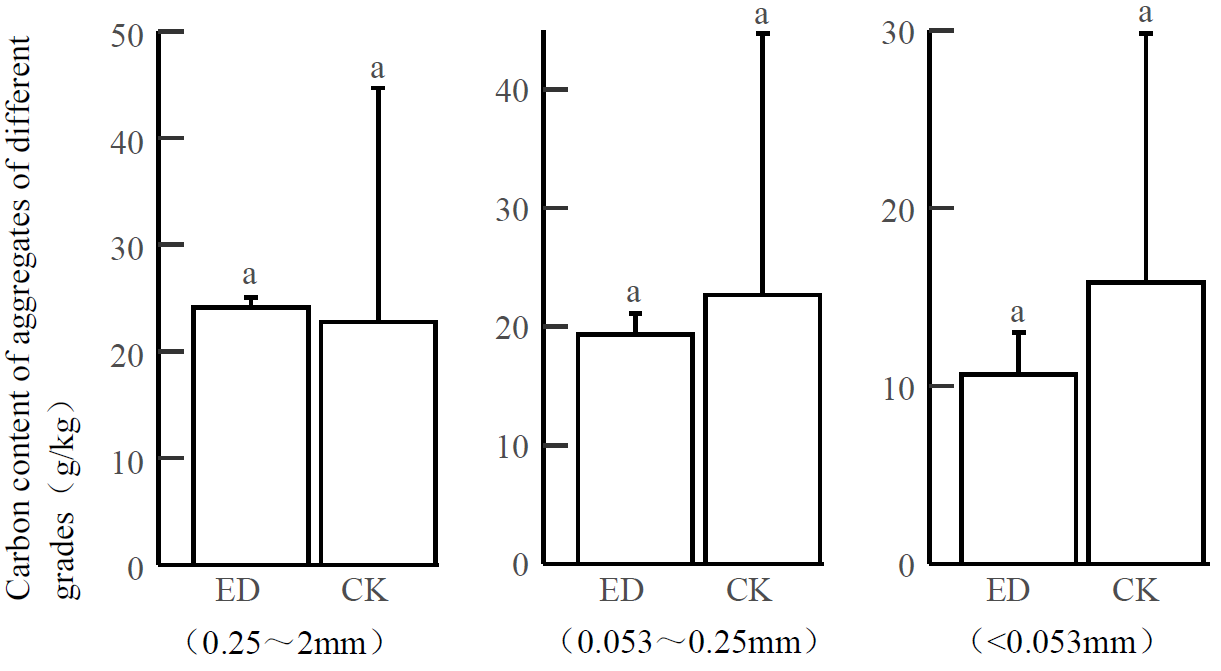 Carbon content of aggregates of different
grades（g/kg）
50
40
30
20
10
0
a
a
ED
CK
（0.25～2mm）
40
30
20
10
0
a
a
ED
CK
（0.053～0.25mm）
30
20
10
0
a
a
ED
CK
（<0.053mm）